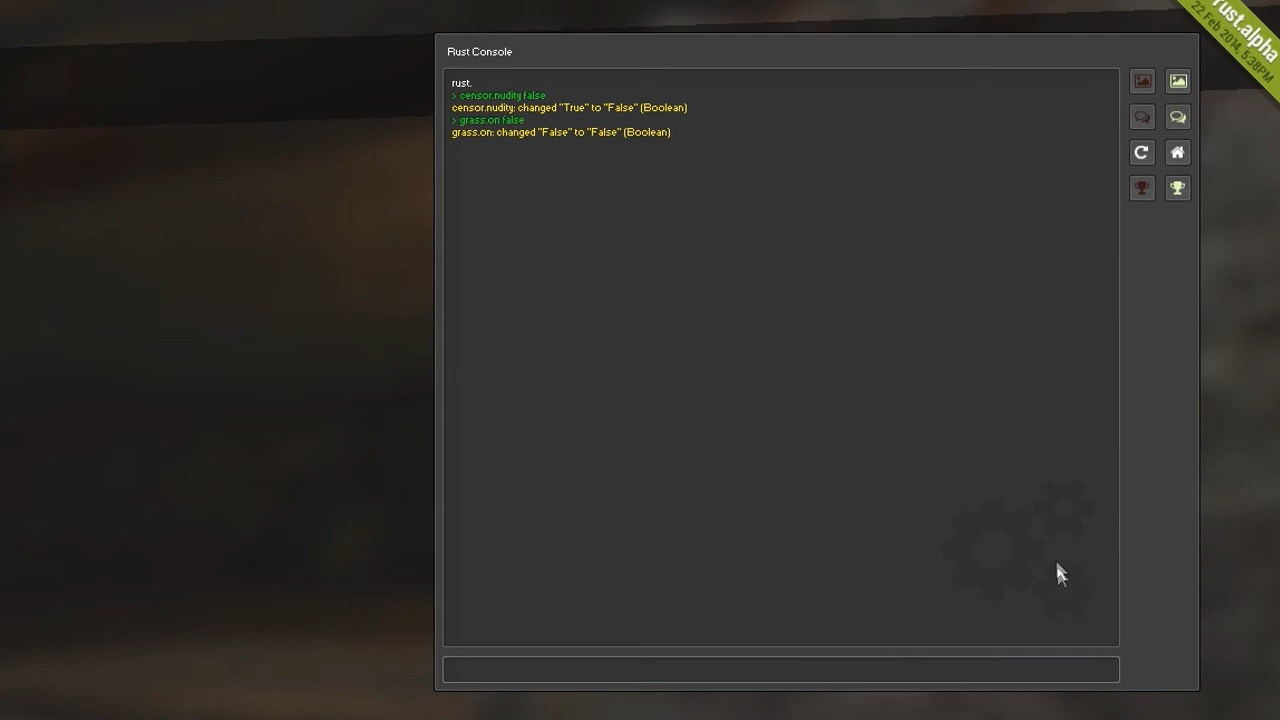 Rust Console
rust.
> censor.nudity false
censor.nudity: changed "True" to "False" (Boolean)
> grass.on false
grass.on: changed "False" to "False" (Boolean)
rust.alpha
22 Feb 2014, 5:38PM